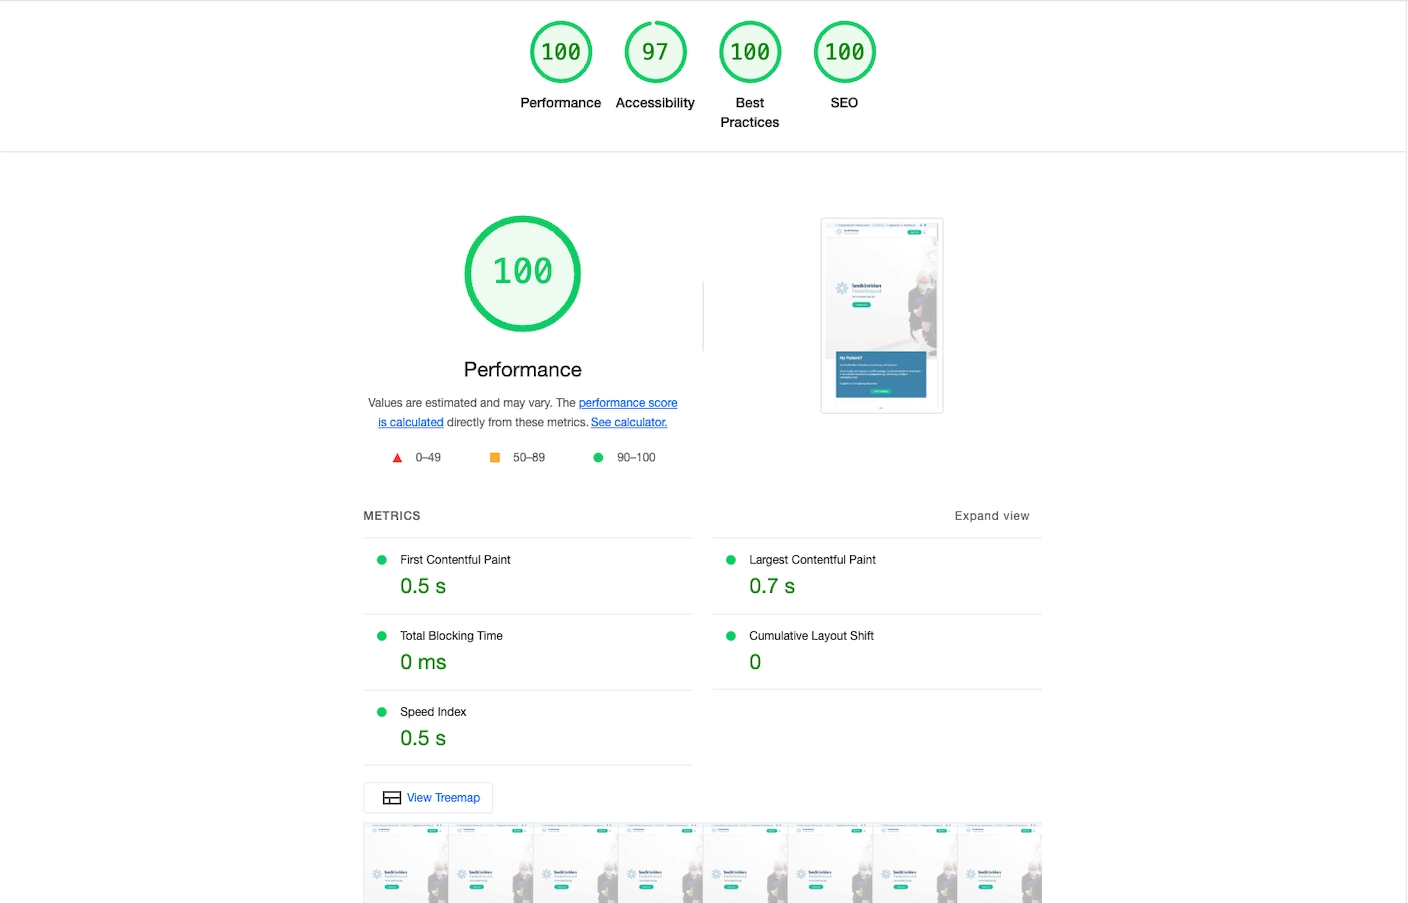 100
97
100
100
Performance
Accessibility
Best
Practices
SEO
100
Performance
Values are estimated and may vary. The performance score
is calculated directly from these metrics. See calculator.
0–49
50–89
90–100
tandklinikken
Ny Patient?
METRICS
Expand view
First Contentful Paint
0.5 s
Largest Contentful Paint
0.7 s
Total Blocking Time
0 ms
Cumulative Layout Shift
0
Speed Index
0.5 s
View Treemap